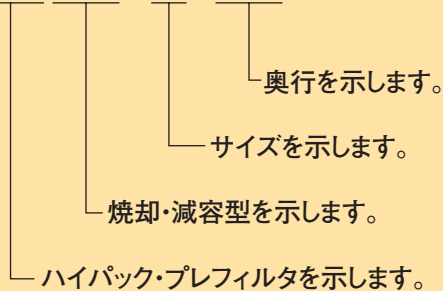 奥行を示します。
サイズを示します。
焼却・減容型を示します。
ハイパック・プレフィルタを示します。